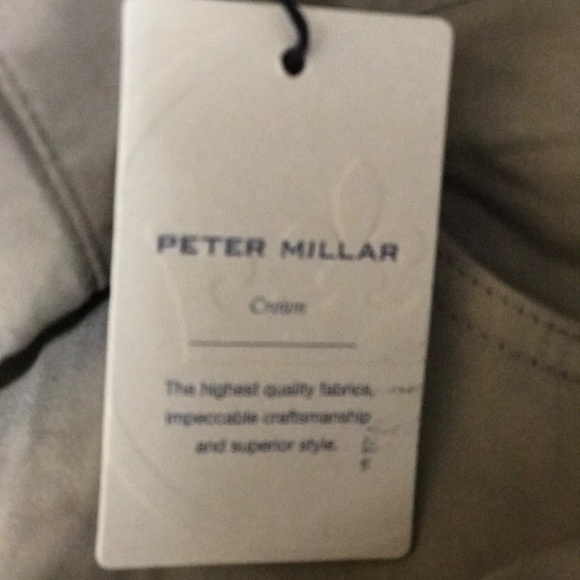 PETER MILLAR
Crown
The highest quality fabrics,
impeccable craftsmanship
and superior style.